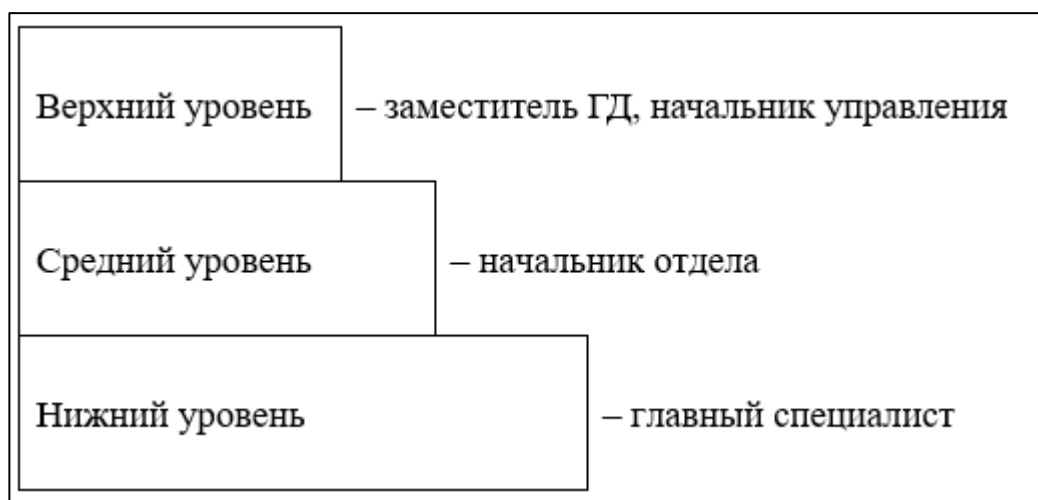 Верхний уровень – заместитель ГД, начальник управления
Средний уровень – начальник отдела
Нижний уровень – главный специалист